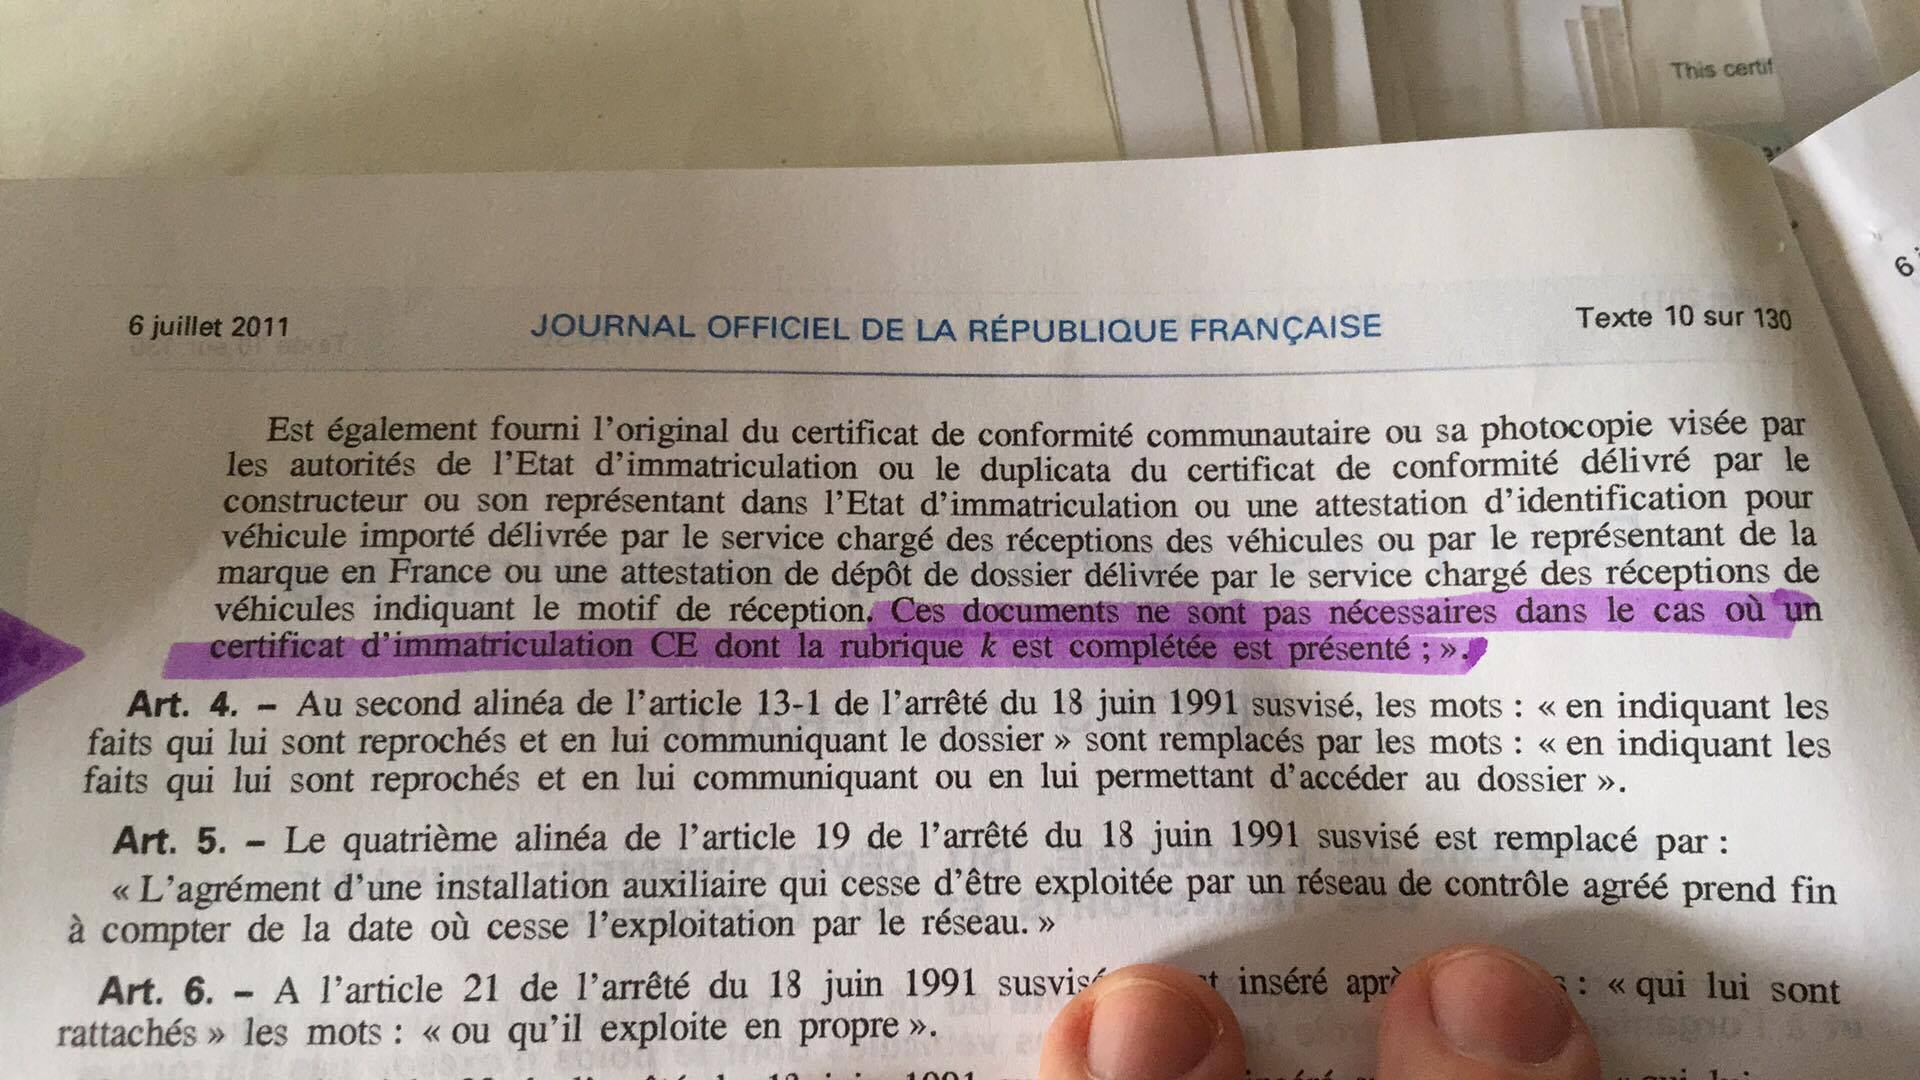 This certif
6 juillet 2011 JOURNAL OFFICIEL DE LA RÉPUBLIQUE FRANÇAISE Texte 10 sur 130
Est également fourni l'original du certificat de conformité communautaire ou sa photocopie visée par
les autorités de l'Etat d'immatriculation ou le duplicata du certificat de conformité délivré par le
constructeur ou son représentant dans l'Etat d'immatriculation ou une attestation d'identification pour
véhicule importé délivrée par le service chargé des réceptions des véhicules ou par le représentant de la
marque en France ou une attestation de dépôt de dossier délivrée par le service chargé des réceptions de
véhicules indiquant le motif de réception. Ces documents ne sont pas nécessaires dans le cas où un
certificat d'immatriculation CE dont la rubrique k est complétée est présenté ; ».
Art. 4. – Au second alinéa de l'article 13-1 de l'arrêté du 18 juin 1991 susvisé, les mots : « en indiquant les
faits qui lui sont reprochés et en lui communiquant le dossier » sont remplacés par les mots : « en indiquant les
faits qui lui sont reprochés et en lui communiquant ou en lui permettant d'accéder au dossier ».
Art. 5. – Le quatrième alinéa de l'article 19 de l'arrêté du 18 juin 1991 susvisé est remplacé par :
« L'agrément d'une installation auxiliaire qui cesse d'être exploitée par un réseau de contrôle agréé prend fin
à compter de la date où cesse l'exploitation par le réseau. »
Art. 6. – A l'article 21 de l'arrêté du 18 juin 1991 inséré : « qui lui sont
rattachés » les mots : « ou qu'il exploite en propre ».